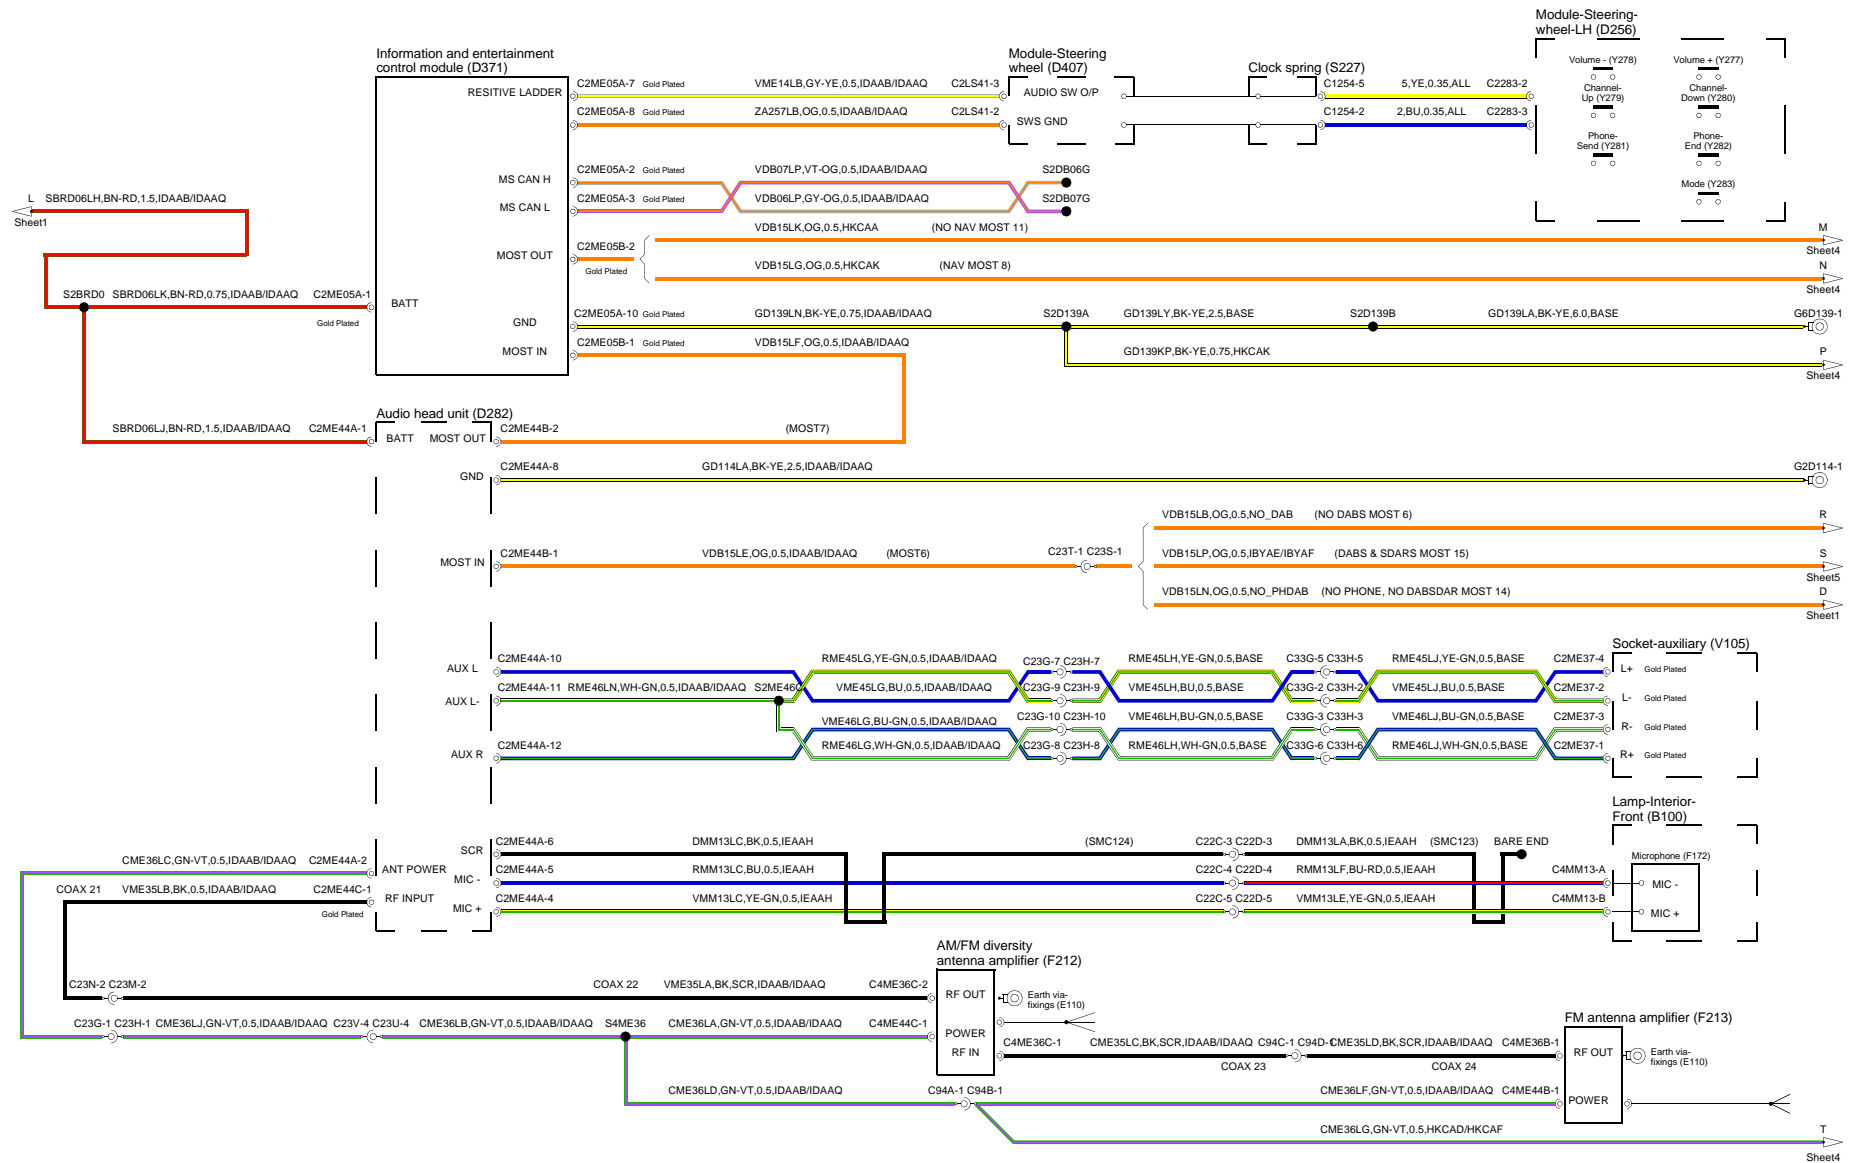 Module-Steering-
wheel-LH (D256)
Volume - (Y278)
Volume + (Y277)
Channel-
Up (Y279)
Channel-
Down (Y280)
Phone-
Send (Y281)
Phone-
End (Y282)
Mode (Y283)
Information and entertainment
control module (D371)
Module-Steering
wheel (D407)
Clock spring (S227)
RESITIVE LADDER
C2ME05A-7 Gold Plated
VME14LB,GY-YE,0.5,IDAAB/IDAAQ
C2LS41-3
AUDIO SW O/P
C1254-5
5,YE,0.35,ALL
C2283-2
C2ME05A-8 Gold Plated
ZA257LB,OG,0.5,IDAAB/IDAAQ
C2LS41-2
SWS GND
C1254-2
2,BU,0.35,ALL
C2283-3
MS CAN H
C2ME05A-2 Gold Plated
VDB07LP,VT-OG,0.5,IDAAB/IDAAQ
S2DB06G
MS CAN L
C2ME05A-3 Gold Plated
VDB06LP,GY-OG,0.5,IDAAB/IDAAQ
S2DB07G
L
SBRD06LH,BN-RD,1.5,IDAAB/IDAAQ
Sheet1
MOST OUT
C2ME05B-2
Gold Plated
VDB15LK,OG,0.5,HKCAA
(NO NAV MOST 11)
M
Sheet4
VDB15LG,OG,0.5,HKCAK
(NAV MOST 8)
N
Sheet4
S2BRD0
SBRD06LK,BN-RD,0.75,IDAAB/IDAAQ
C2ME05A-1
Gold Plated
BATT
GND
C2ME05A-10 Gold Plated
GD139LN,BK-YE,0.75,IDAAB/IDAAQ
S2D139A
GD139LY,BK-YE,2.5,BASE
S2D139B
GD139LA,BK-YE,6.0,BASE
G6D139-1
MOST IN
C2ME05B-1 Gold Plated
VDB15LF,OG,0.5,IDAAB/IDAAQ
GD139KP,BK-YE,0.75,HKCAK
P
Sheet4
Audio head unit (D282)
SBRD06LJ,BN-RD,1.5,IDAAB/IDAAQ
C2ME44A-1
BATT
MOST OUT
C2ME44B-2
(MOST7)
GND
C2ME44A-8
GD114LA,BK-YE,2.5,IDAAB/IDAAQ
G2D114-1
VDB15LB,OG,0.5,NO_DAB
(NO DABS MOST 6)
R
MOST IN
C2ME44B-1
VDB15LE,OG,0.5,IDAAB/IDAAQ
(MOST6)
C23T-1 C23S-1
VDB15LP,OG,0.5,IBYAE/IBYAF
(DABS & SDARS MOST 15)
S
Sheet5
VDB15LN,OG,0.5,NO_PHDAB
(NO PHONE, NO DABSDAR MOST 14)
D
Sheet1
Socket-auxiliary (V105)
AUX L
C2ME44A-10
RME45LG,YE-GN,0.5,IDAAB/IDAAQ
C23G-7 C23H-7
RME45LH,YE-GN,0.5,BASE
C33G-5 C33H-5
RME45LJ,YE-GN,0.5,BASE
C2ME37-4
L+
Gold Plated
AUX L-
C2ME44A-11
RME46LN,WH-GN,0.5,IDAAB/IDAAQ
S2ME46C
VME45LG,BU,0.5,IDAAB/IDAAQ
C23G-9 C23H-9
VME45LH,BU,0.5,BASE
C33G-2 C33H-2
VME45LJ,BU,0.5,BASE
C2ME37-2
L-
Gold Plated
VME46LG,BU-GN,0.5,IDAAB/IDAAQ
C23G-10 C23H-10
VME46LH,BU-GN,0.5,BASE
C33G-3 C33H-3
VME46LJ,BU-GN,0.5,BASE
C2ME37-3
R-
Gold Plated
AUX R
C2ME44A-12
RME46LG,WH-GN,0.5,IDAAB/IDAAQ
C23G-8 C23H-8
RME46LH,WH-GN,0.5,BASE
C33G-6 C33H-6
RME46LJ,WH-GN,0.5,BASE
C2ME37-1
R+
Gold Plated
Lamp-Interior-
Front (B100)
SCR
C2ME44A-6
DMM13LC,BK,0.5,IEAAH
(SMC124)
C22C-3 C22D-3
DMM13LA,BK,0.5,IEAAH
(SMC123)
BARE END
Microphone (F172)
CME36LC,GN-VT,0.5,IDAAB/IDAAQ
C2ME44A-2
ANT POWER
MIC -
C2ME44A-5
RMM13LC,BU,0.5,IEAAH
C22C-4 C22D-4
RMM13LF,BU-RD,0.5,IEAAH
C4MM13-A
MIC -
COAX 21
VME35LB,BK,0.5,IDAAB/IDAAQ
C2ME44C-1
Gold Plated
RF INPUT
MIC +
C2ME44A-4
VMM13LC,YE-GN,0.5,IEAAH
C22C-5 C22D-5
VMM13LE,YE-GN,0.5,IEAAH
C4MM13-B
MIC +
AM/FM diversity
antenna amplifier (F212)
C23N-2 C23M-2
COAX 22
VME35LA,BK,SCR,IDAAB/IDAAQ
C4ME36C-2
RF OUT
Earth via-
fixings (E110)
C23G-1 C23H-1
CME36LJ,GN-VT,0.5,IDAAB/IDAAQ
C23V-4 C23U-4
CME36LB,GN-VT,0.5,IDAAB/IDAAQ
S4ME36
CME36LA,GN-VT,0.5,IDAAB/IDAAQ
C4ME44C-1
POWER
FM antenna amplifier (F213)
RF IN
C4ME36C-1
CME35LC,BK,SCR,IDAAB/IDAAQ
C94C-1 C94D-1
CME35LD,BK,SCR,IDAAB/IDAAQ
C4ME36B-1
RF OUT
Earth via-
fixings (E110)
COAX 23
COAX 24
CME36LD,GN-VT,0.5,IDAAB/IDAAQ
C94A-1 C94B-1
CME36LF,GN-VT,0.5,IDAAB/IDAAQ
C4ME44B-1
POWER
CME36LG,GN-VT,0.5,HKCAD/HKCAF
T
Sheet4